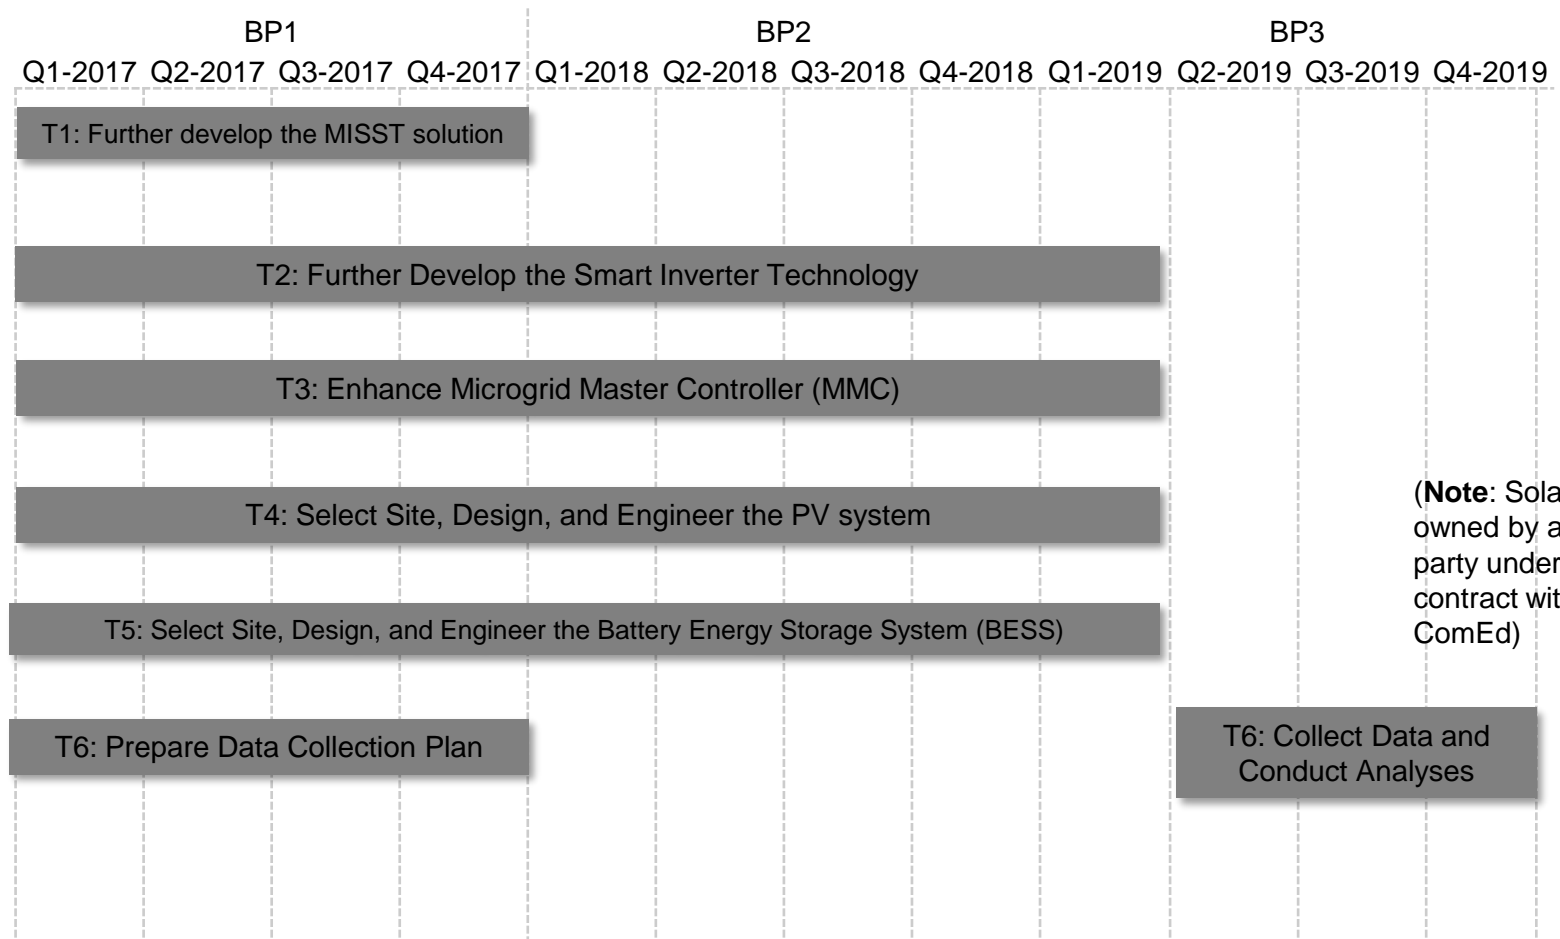 BP1 BP2 BP3
Q1-2017 Q2-2017 Q3-2017 Q4-2017 Q1-2018 Q2-2018 Q3-2018 Q4-2018 Q1-2019 Q2-2019 Q3-2019 Q4-2019
T1: Further develop the MISST solution
T2: Further Develop the Smart Inverter Technology
T3: Enhance Microgrid Master Controller (MMC)
T4: Select Site, Design, and Engineer the PV system
(Note: Sola
owned by a
party under
contract wit
ComEd)
T5: Select Site, Design, and Engineer the Battery Energy Storage System (BESS)
T6: Prepare Data Collection Plan
T6: Collect Data and
Conduct Analyses